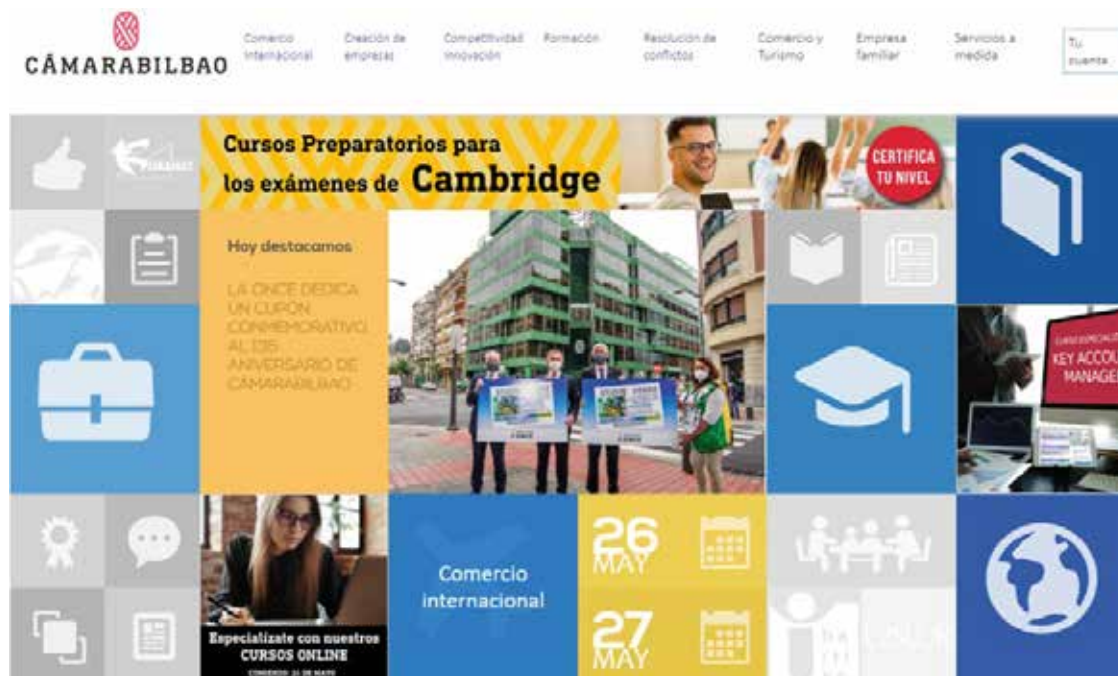 CÁMARABILBAO
Comercio
Internacional
Creación de
empresas
Competitividad
Innovación
Formación
Resolución de
conflictos
Comercio y
Turismo
Empresa
familiar
Servicios a
medida
Tu
cuenta
Cursos Preparatorios para
los exámenes de Cambridge
CERTIFICA
TU NIVEL
Hoy destacamos
LA ONCE DEDICA
UN CUPON
CONMEMORATIVO
AL 135
ANIVERSARIO DE
CÁMARABILBAO
KEY ACCOU
MANAGE
Comercio
internacional
26
MAY
27
MAY
Especialízate con nuestros
CURSOS ONLINE